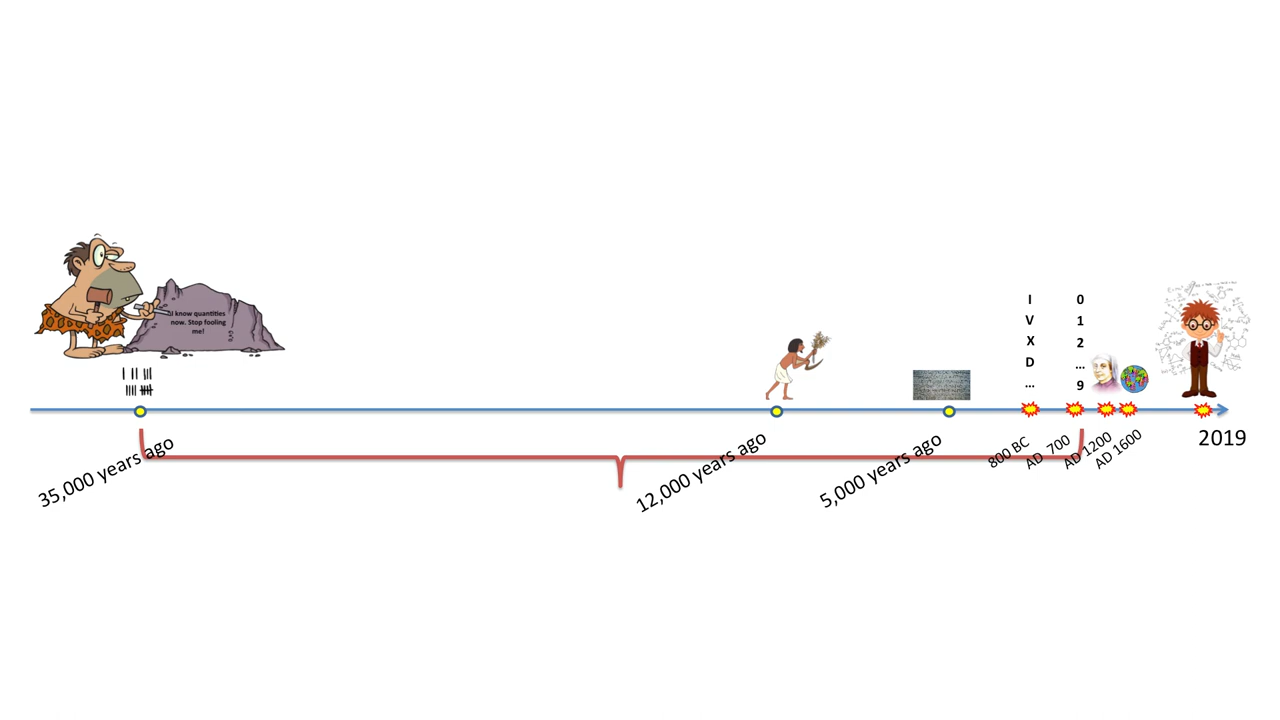 I know quantities
now. Stop fooling
me!
I
V
X
D
...
0
1
2
...
9
35,000 years ago
12,000 years ago
5,000 years ago
800 BC
AD 700
AD 1200
AD 1600
2019